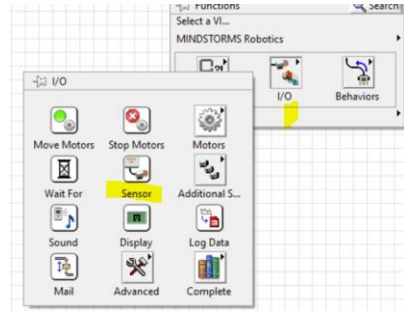 Functions
Search
Select a VI...
MINDSTORMS Robotics
I/O
Behaviors
I/O
Move Motors
Stop Motors
Motors
Wait For
Sensor
Additional S...
Sound
Display
Log Data
Mail
Advanced
Complete